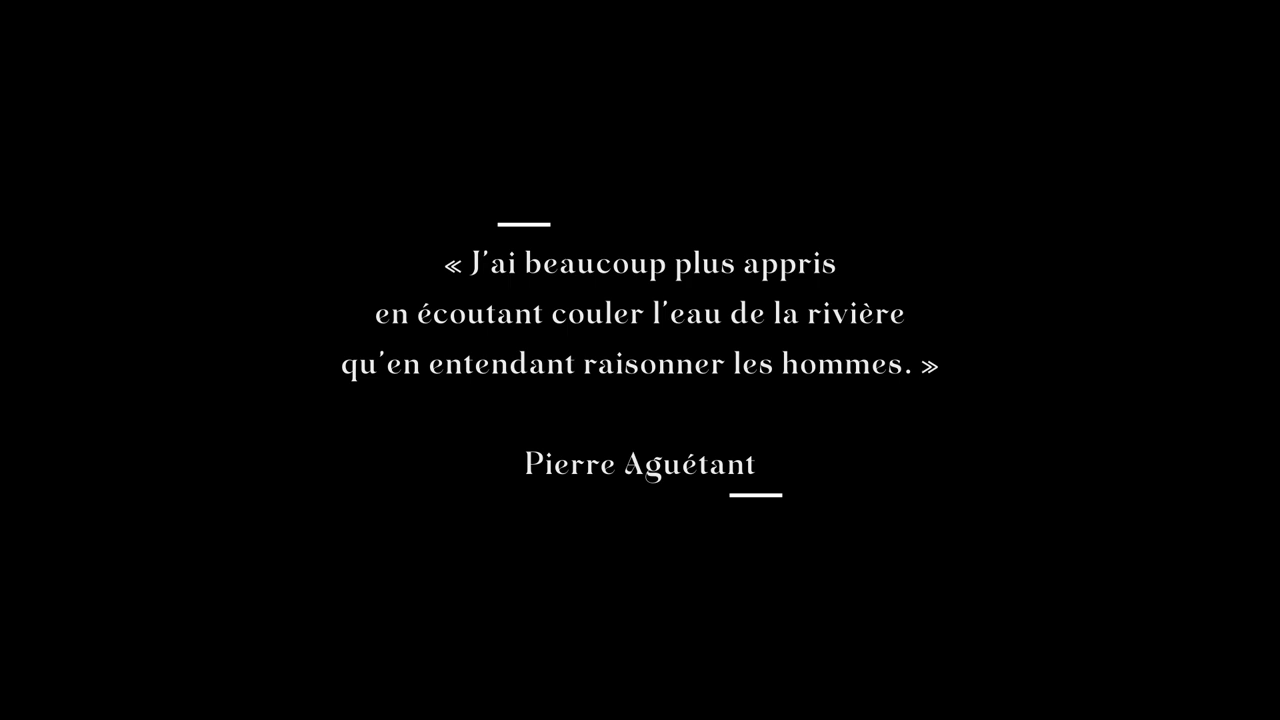 « J'ai beaucoup plus appris
en écoutant couler l'eau de la rivière
qu'en entendant raisonner les hommes. »
Pierre Aguétant